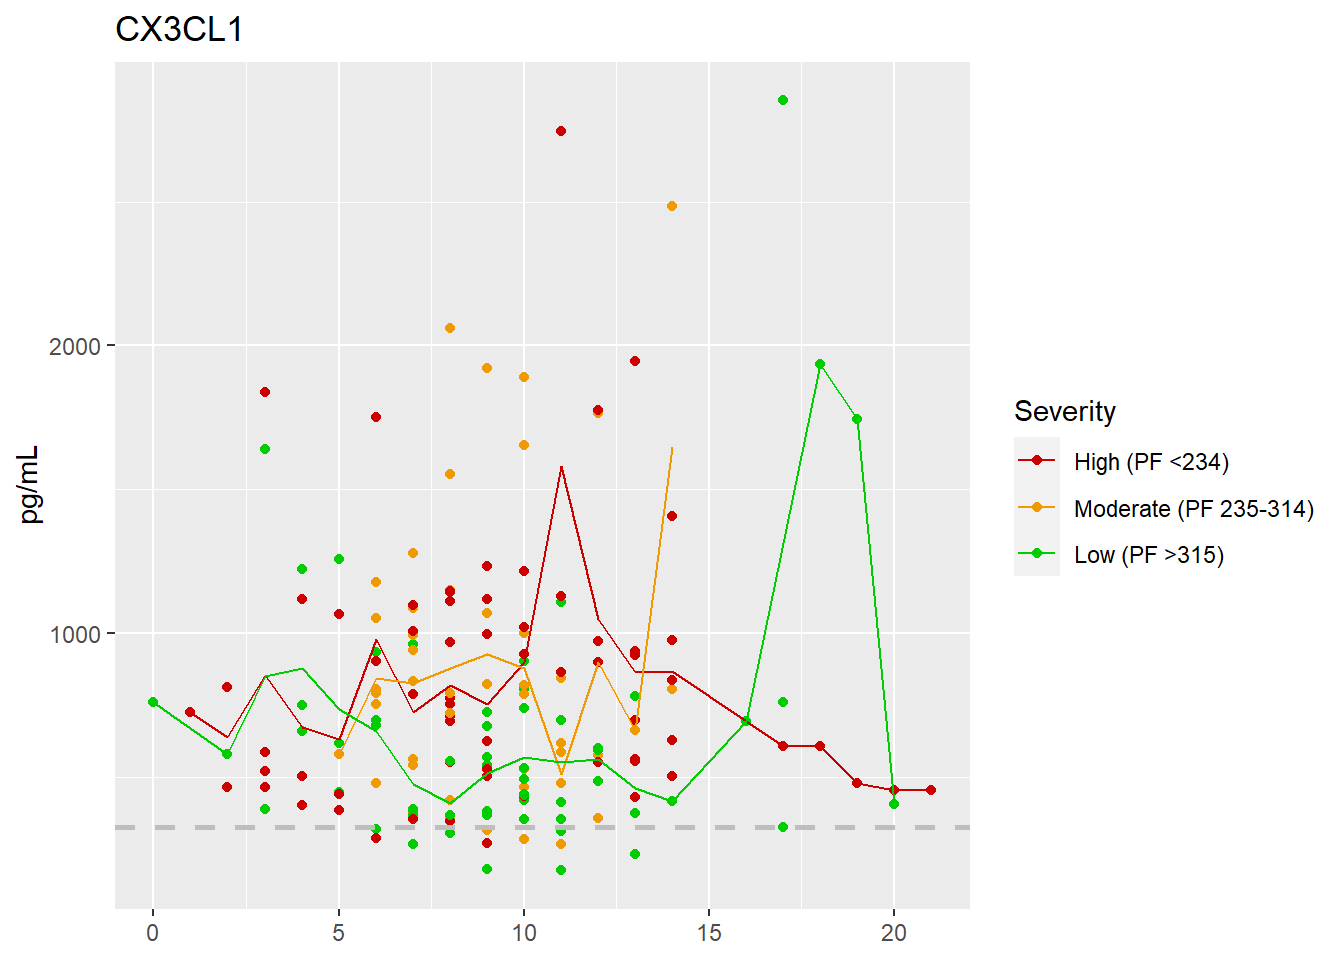 CX3CL1
pg/mL
2000
1000
0 5 10 15 20
Severity
High (PF <234)
Moderate (PF 235-314)
Low (PF >315)